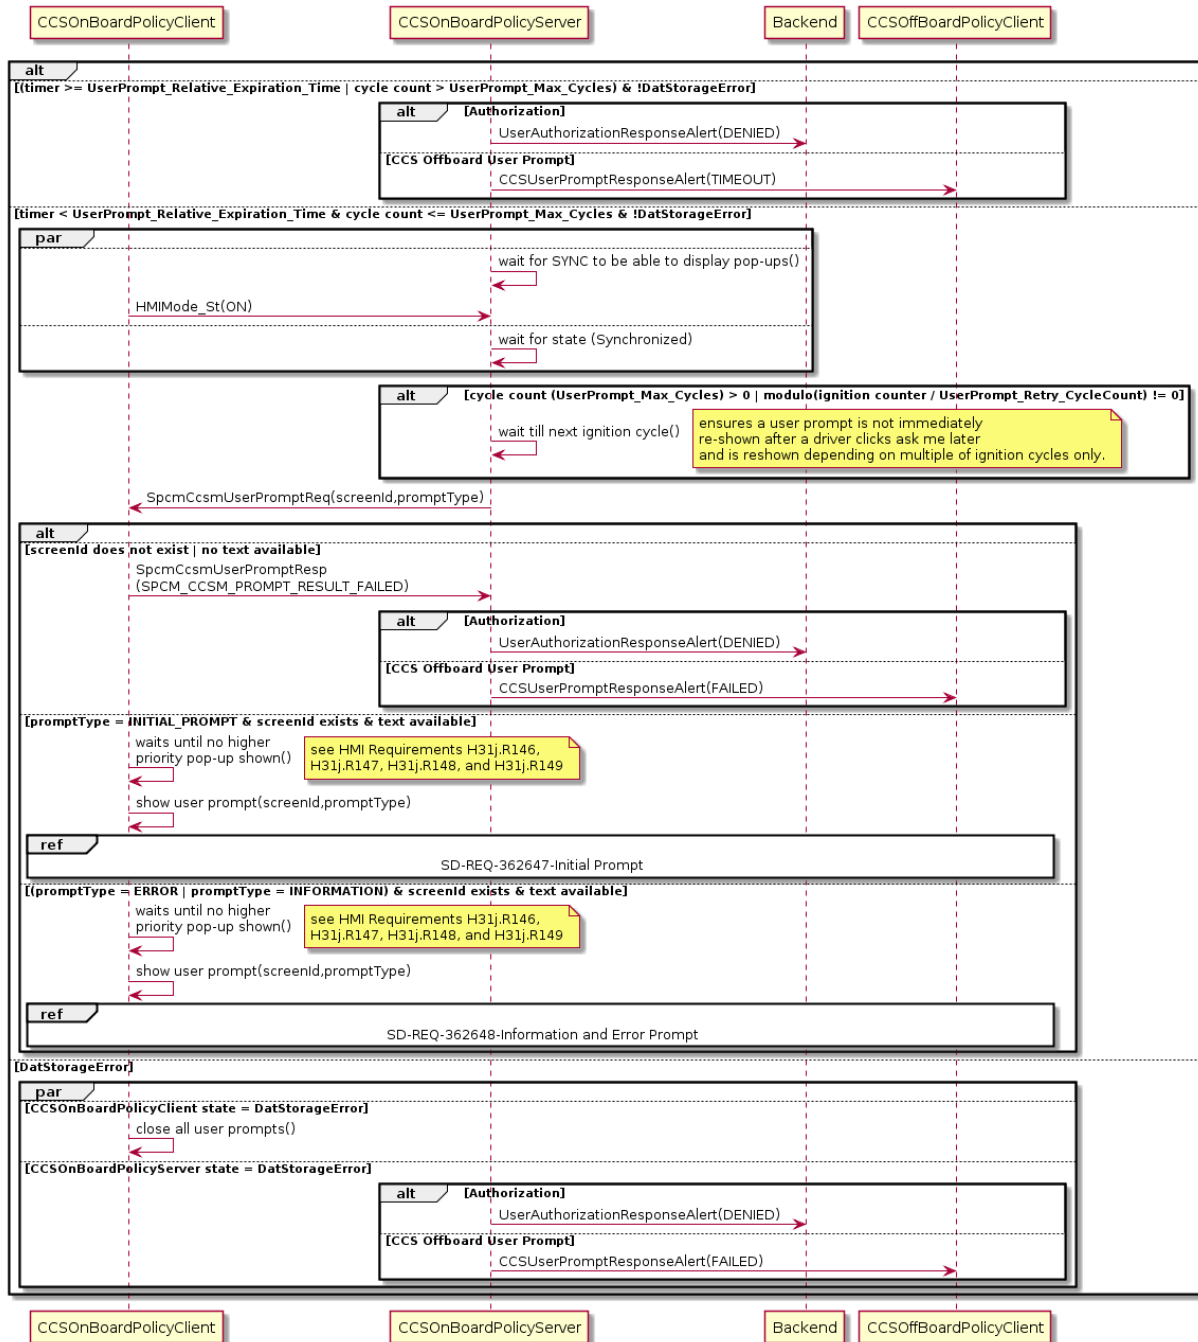 CCSOnBoardPolicyClient
CCSOnBoardPolicyServer
Backend
CCSOffBoardPolicyClient
alt
[(timer >= UserPrompt_Relative_Expiration_Time | cycle count > UserPrompt_Max_Cycles) & !DatStorageError]
alt
[Authorization]
UserAuthorizationResponseAlert(DENIED)
[CCS Offboard User Prompt]
CCSUserPromptResponseAlert(TIMEOUT)
[timer < UserPrompt_Relative_Expiration_Time & cycle count <= UserPrompt_Max_Cycles & !DatStorageError]
par
wait for SYNC to be able to display pop-ups()
HMIMode_St(ON)
wait for state (Synchronized)
alt
[cycle count (UserPrompt_Max_Cycles) > 0 | modulo(ignition counter / UserPrompt_Retry_CycleCount) != 0]
wait till next ignition cycle()
ensures a user prompt is not immediately
re-shown after a driver clicks ask me later
and is reshown depending on multiple of ignition cycles only.
SpcmCcsmUserPromptReq(screenId,promptType)
alt
[screenId does not exist | no text available]
SpcmCcsmUserPromptResp
(SPCM_CCSM_PROMPT_RESULT_FAILED)
alt
[Authorization]
UserAuthorizationResponseAlert(DENIED)
[CCS Offboard User Prompt]
CCSUserPromptResponseAlert(FAILED)
[promptType = INITIAL_PROMPT & screenId exists & text available]
waits until no higher
priority pop-up shown()
see HMI Requirements H31j.R146,
H31j.R147, H31j.R148, and H31j.R149
show user prompt(screenId,promptType)
ref
SD-REQ-362647-Initial Prompt
[(promptType = ERROR | promptType = INFORMATION) & screenId exists & text available]
waits until no higher
priority pop-up shown()
see HMI Requirements H31j.R146,
H31j.R147, H31j.R148, and H31j.R149
show user prompt(screenId,promptType)
ref
SD-REQ-362648-Information and Error Prompt
[DatStorageError]
par
[CCSOnBoardPolicyClient state = DatStorageError]
close all user prompts()
[CCSOnBoardPolicyServer state = DatStorageError]
alt
[Authorization]
UserAuthorizationResponseAlert(DENIED)
[CCS Offboard User Prompt]
CCSUserPromptResponseAlert(FAILED)
CCSOnBoardPolicyClient
CCSOnBoardPolicyServer
Backend
CCSOffBoardPolicyClient